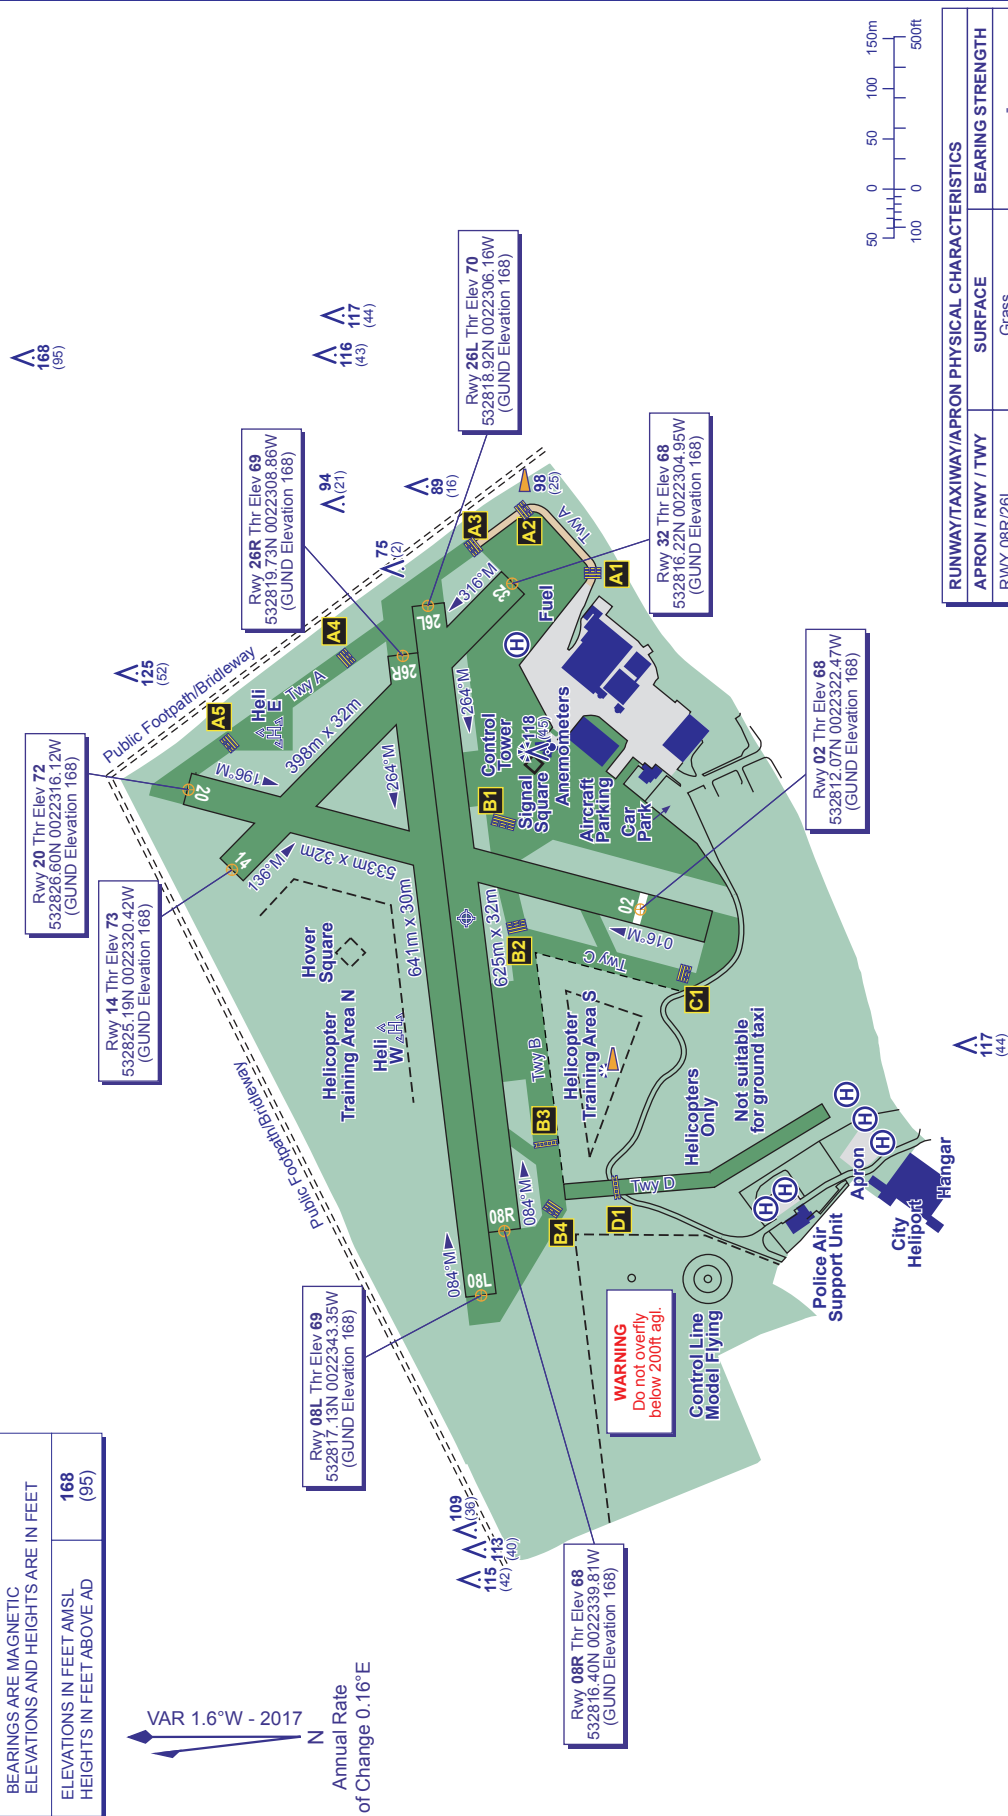 BEARINGS ARE MAGNETIC
ELEVATIONS AND HEIGHTS ARE IN FEET
ELEVATIONS IN FEET AMSL
HEIGHTS IN FEET ABOVE AD
168
(95)
VAR 1.6°W - 2017
N
Annual Rate
of Change 0.16°E
115
(42)
113
(40)
109
(36)
Rwy 08R Thr Elev 68
532816.40N 0022339.81W
(GUND Elevation 168)
Rwy 08L Thr Elev 69
532817.13N 0022343.35W
(GUND Elevation 168)
Rwy 14 Thr Elev 73
532825.19N 0022320.42W
(GUND Elevation 168)
Rwy 20 Thr Elev 72
532826.60N 0022316.12W
(GUND Elevation 168)
Rwy 26R Thr Elev 69
532819.73N 0022308.86W
(GUND Elevation 168)
Rwy 26L Thr Elev 70
532818.92N 0022306.16W
(GUND Elevation 168)
Rwy 32 Thr Elev 68
532816.22N 0022304.95W
(GUND Elevation 168)
Rwy 02 Thr Elev 68
532812.07N 0022322.47W
(GUND Elevation 168)
125
(52)
168
(95)
116
(43)
117
(44)
94
(21)
89
(16)
75
(2)
98
(25)
117
(44)
Public Footpath/Bridleway
Public Footpath/Bridleway
Helicopter
Training Area N
Hover
Square
Heli
W
H
Heli
E
H
A5
A4
A3
A2
A1
Twy A
Twy A
20
196°M
14
136°M
398m x 32m
533m x 32m
641m x 30m
625m x 32m
264°M
264°M
26R
26L
316°M
32
084°M
08L
084°M
08R
02
016°M
B1
B2
B3
B4
C1
D1
Twy B
Twy C
Twy D
Control
Tower
Signal
Square
118
(45)
Anemometers
Aircraft
Parking
Car
Park
Fuel
H
Helicopter
Training Area S
Helicopters
Only
Not suitable
for ground taxi
WARNING
Do not overfly
below 200ft agl.
Control Line
Model Flying
Police Air
Support Unit
H
H
Apron
H
H
H
City
Heliport
Hangar
50 0 50 100 150m
100 0 500ft
RUNWAY/TAXIWAY/APRON PHYSICAL CHARACTERISTICS
APRON / RWY / TWY
SURFACE
BEARING STRENGTH
RWY 08R/26L
Grass